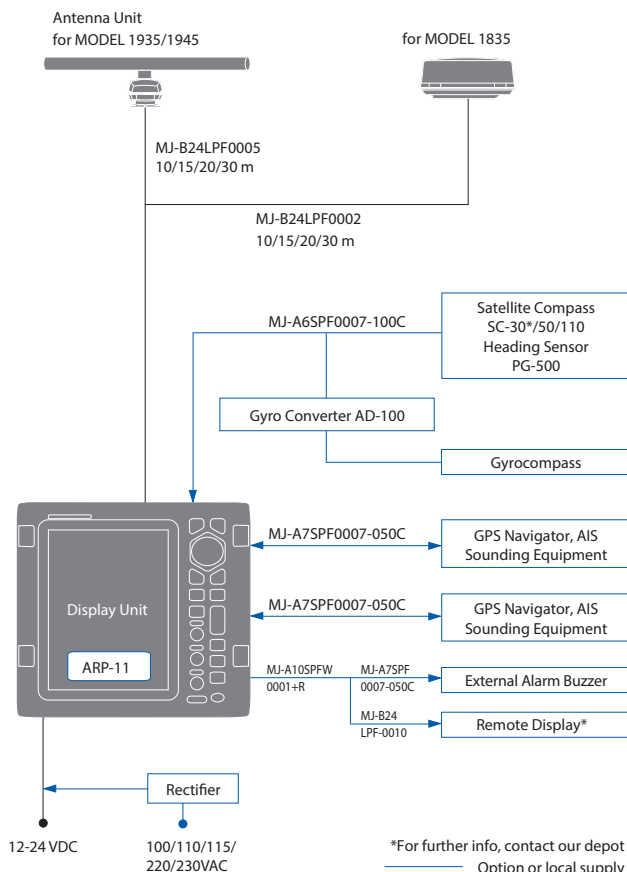 Antenna Unit
for MODEL 1935/1945
for MODEL 1835
MJ-B24LPF0005
10/15/20/30 m
MJ-B24LPF0002
10/15/20/30 m
MJ-A6SPF0007-100C
Satellite Compass
SC-30*/50/110
Heading Sensor
PG-500
Gyro Converter AD-100
Gyrocompass
MJ-A7SPF0007-050C
GPS Navigator, AIS
Sounding Equipment
Display Unit
MJ-A7SPF0007-050C
GPS Navigator, AIS
Sounding Equipment
ARP-11
MJ-A10SPFW
0001+R
MJ-A7SPF
0007-050C
External Alarm Buzzer
MJ-B24
LPF-0010
Remote Display*
Rectifier
12-24 VDC
100/110/115/
220/230VAC
*For further info, contact our depot
Option or local supply